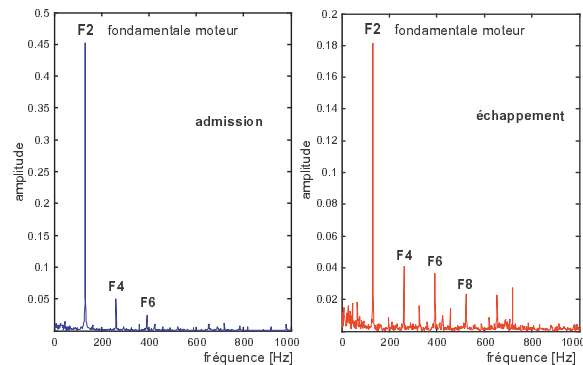 F2 fondamentale moteur
admission
F4
F6
amplitude
0.5
0.45
0.4
0.35
0.3
0.25
0.2
0.15
0.1
0.05
0 200 400 600 800 1000
fréquence [Hz]
F2 fondamentale moteur
échappement
F4
F6
F8
amplitude
0.2
0.18
0.16
0.14
0.12
0.1
0.08
0.06
0.04
0.02
0 200 400 600 800 1000
fréquence [Hz]